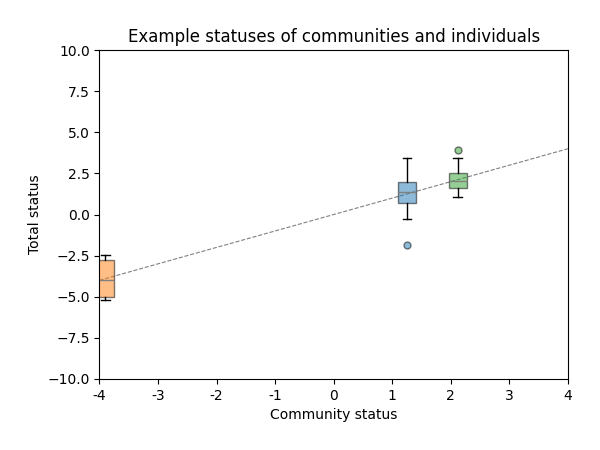 Example statuses of communities and individuals
10.0
7.5
5.0
2.5
0.0
−2.5
−5.0
−7.5
−10.0
Total status
-4 -3 -2 -1 0 1 2 3 4
Community status